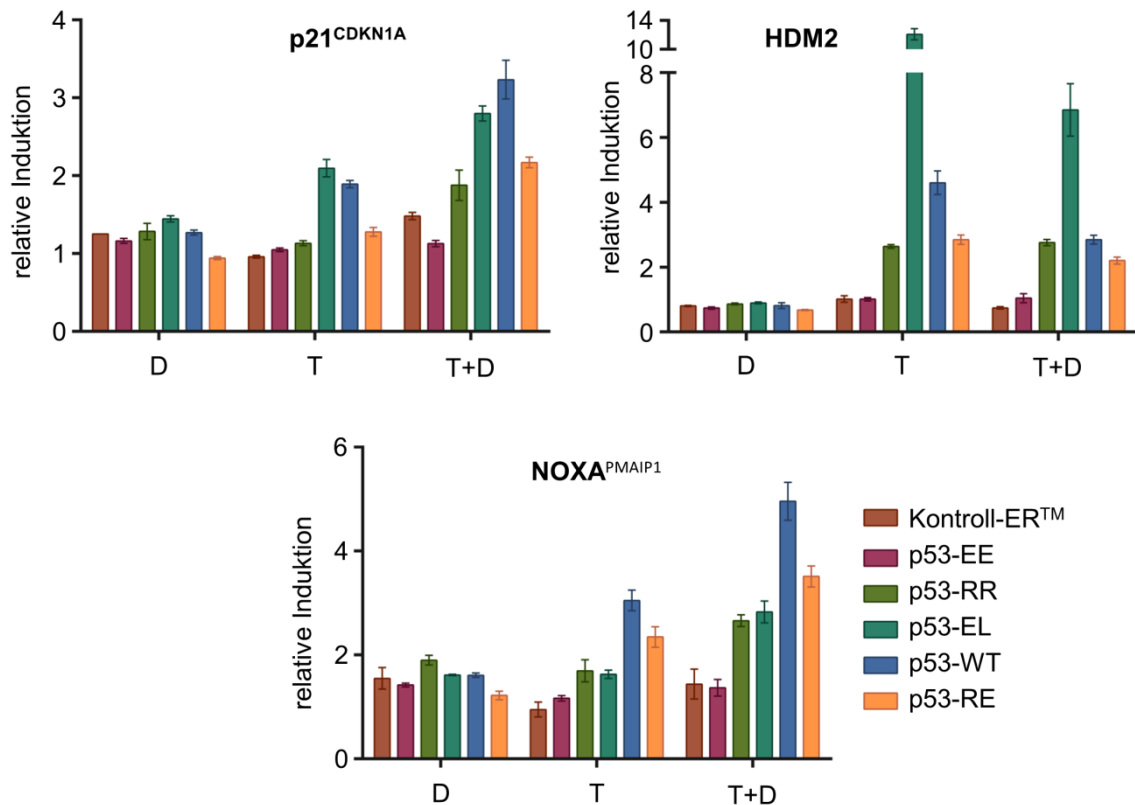 p21CDKN1A
relative Induktion
4
3
2
1
0
D T T+D
HDM2
relative Induktion
14
12
10
8
6
4
2
0
D T T+D
NOXAPMAIP1
relative Induktion
6
4
2
0
D T T+D
Kontroll-ERTM
p53-EE
p53-RR
p53-EL
p53-WT
p53-RE